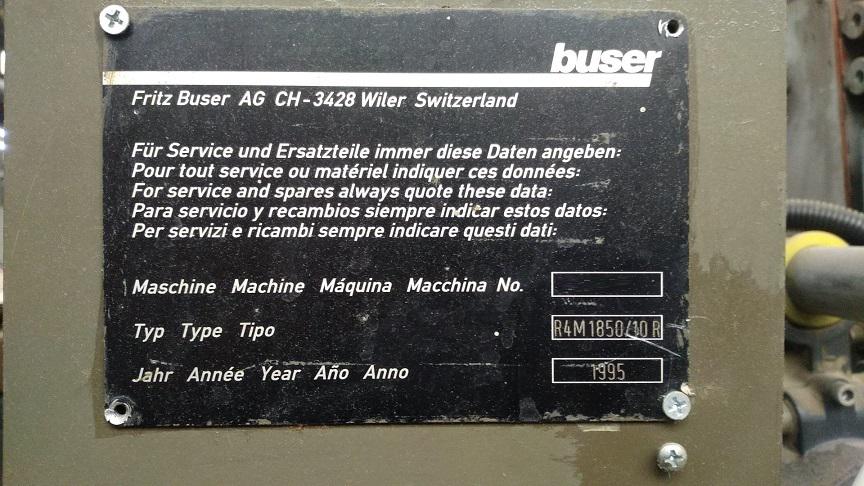 buser
Fritz Buser AG CH-3428 Wiler Switzerland
Für Service und Ersatzteile immer diese Daten angeben:
Pour tout service ou matériel indiquer ces données:
For service and spares always quote these data:
Para servicio y recambios siempre indicar estos datos:
Per servizi e ricambi sempre indicare questi dati:
Maschine Machine Máquina Macchina No.
Typ Type Tipo R4M1850/10 R
Jahr Année Year Año Anno 1995